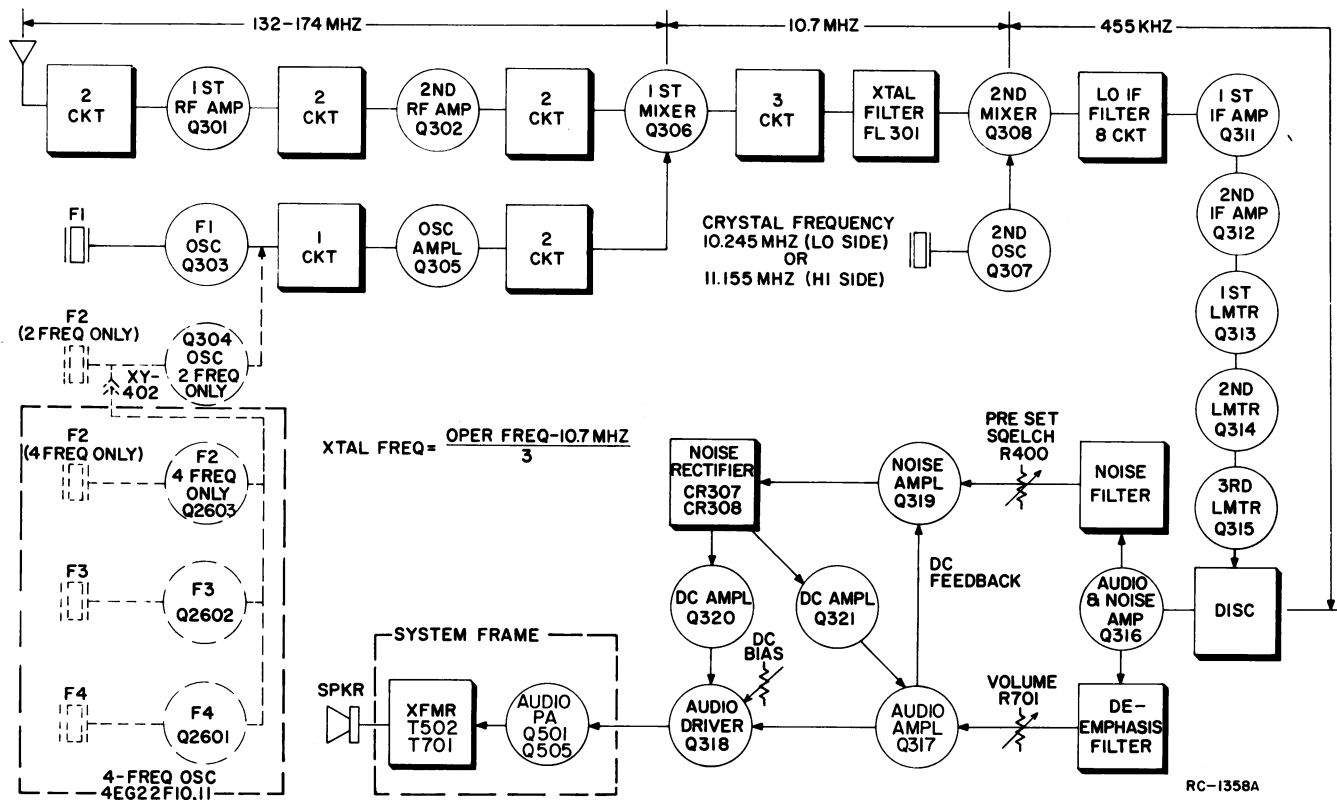 132-174 MHZ
10.7 MHZ
455 KHZ
2
CKT
1ST
RF AMP
Q301
2
CKT
2ND
RF AMP
Q302
2
CKT
1ST
MIXER
Q306
3
CKT
XTAL
FILTER
FL 301
2ND
MIXER
Q308
LO IF
FILTER
8 CKT
1ST
IF AMP
Q311
F1
F1
OSC
Q303
1
CKT
OSC
AMPL
Q305
2
CKT
CRYSTAL FREQUENCY
10.245 MHZ (LO SIDE)
OR
11.155 MHZ (HI SIDE)
2ND
OSC
Q307
2ND
IF AMP
Q312
1ST
LMTR
Q313
F2
(2 FREQ ONLY)
Q304
OSC
2 FREQ
ONLY
XY-
402
2ND
LMTR
Q314
F2
(4 FREQ ONLY)
F2
4 FREQ
ONLY
Q2603
XTAL FREQ= OPER FREQ-10.7 MHZ
3
NOISE
RECTIFIER
CR307
CR308
NOISE
AMPL
Q319
PRE SET
SQELCH
R400
NOISE
FILTER
3RD
LMTR
Q315
F3
F3
Q2602
DC AMPL
Q320
DC AMPL
Q321
DC
FEEDBACK
AUDIO
& NOISE
AMP
Q316
DISC
SYSTEM FRAME
DC
BIAS
F4
F4
Q2601
SPKR
XFMR
T502
T701
AUDIO
PA
Q501
Q505
AUDIO
DRIVER
Q318
AUDIO
AMPL
Q317
VOLUME
R701
DE-
EMPHASIS
FILTER
4-FREQ OSC
4EG22F10,11
RC-1358A